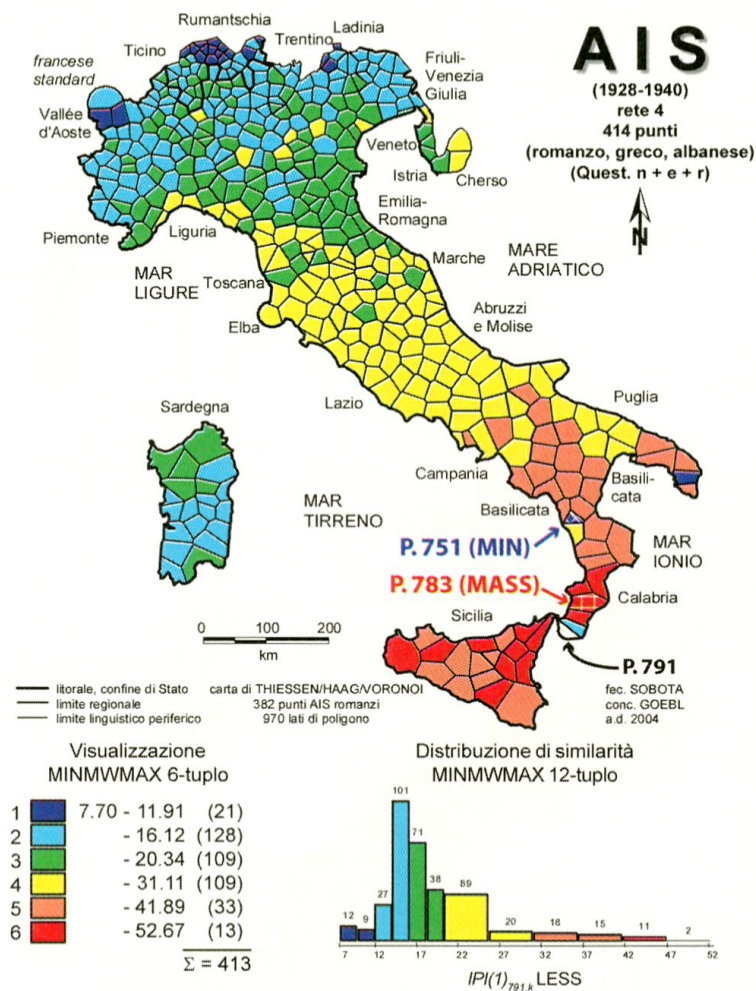 A I S
(1928-1940)
rete 4
414 punti
(romanzo, greco, albanese)
(Quest. n + e + r)
N
Rumantschia
Ladinia
Trentino
Ticino
francese
standard
Vallée
d'Aoste
Friuli-
Venezia
Giulia
Veneto
Istria
Cherso
Emilia-
Romagna
Piemonte
Liguria
MAR
LIGURE
Toscana
Marche
MARE
ADRIATICO
Elba
Abruzzi
e Molise
Lazio
Puglia
Sardegna
Campania
Basili-
cata
Basilicata
MAR
TIRRENO
P.751 (MIN)
MAR
IONIO
P.783 (MASS)
Calabria
Sicilia
0 100 200
km
P.791
litorale, confine di Stato
limite regionale
limite linguistico periferico
carta di THIESSEN/HAAG/VORONOI
382 punti AIS romanzi
970 lati di poligono
fec. SOBOTA
conc. GOEBL
a.d. 2004
Visualizzazione
MINMWMAX 6-tuplo
1 7.70 - 11.91 (21)
2 - 16.12 (128)
3 - 20.34 (109)
4 - 31.11 (109)
5 - 41.89 (33)
6 - 52.67 (13)
Σ = 413
Distribuzione di similarità
MINMWMAX 12-tuplo
12 9 27 101 71 38 89 20 18 15 11 2
7 12 17 22 27 32 37 42 47 52
IPI(1)791,k LESS